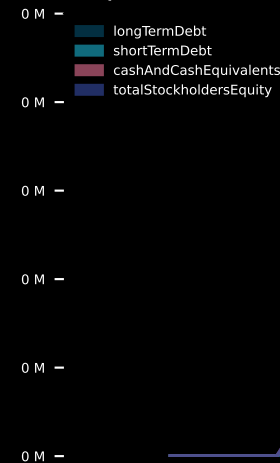 0 M
longTermDebt
shortTermDebt
cashAndCashEquivalents
totalStockholdersEquity
0 M
0 M
0 M
0 M
0 M